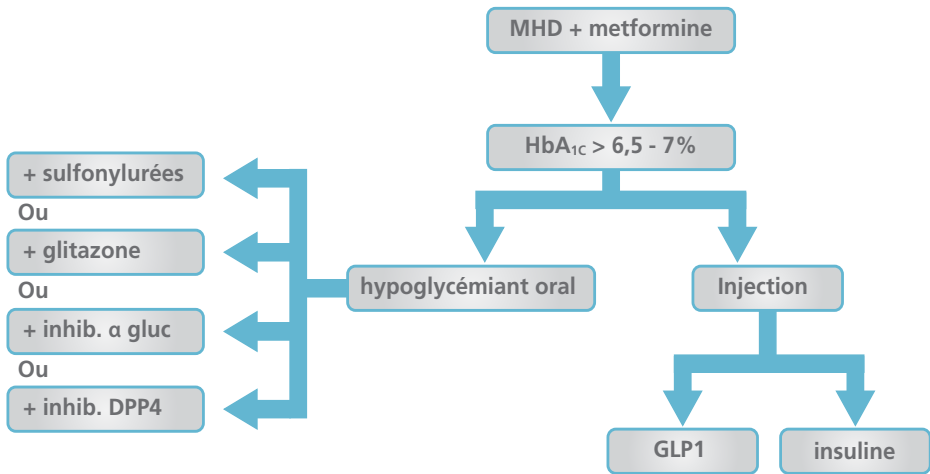 MHD + metformine
HbA1C > 6,5 - 7%
+ sulfonylurées
Ou
+ glitazone
Ou
+ inhib. α gluc
Ou
+ inhib. DPP4
hypoglycémiant oral
Injection
GLP1
insuline